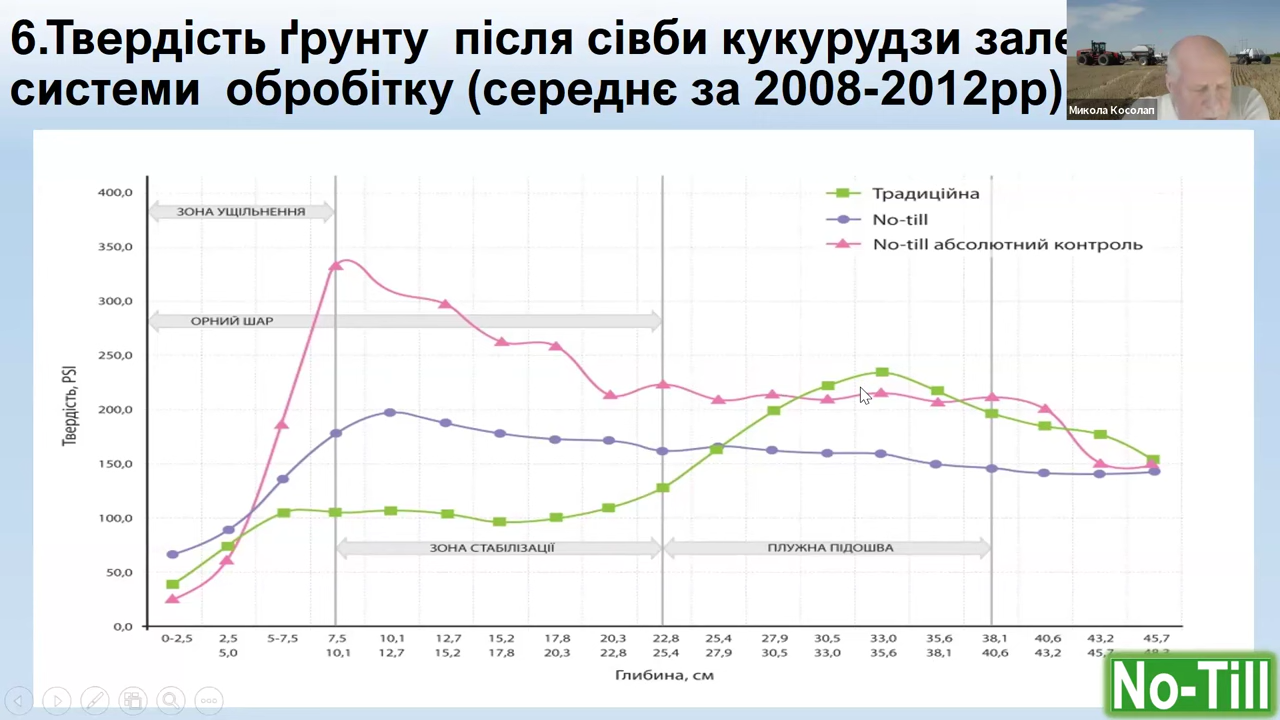 6.Твердість ґрунту після сівби кукурудзи
системи обробітку (середнє за 2008-2012рр)
Микола Косолап
400,0
350,0
300,0
250,0
200,0
150,0
100,0
50,0
0,0
Твердість, PSI
ЗОНА УЩІЛЬНЕННЯ
ОРНИЙ ШАР
ЗОНА СТАБІЛІЗАЦІЇ
ПЛУЖНА ПІДОШВА
Традиційна
No-till
No-till абсолютний контроль
0-2,5 2,5 5-7,5 7,5 10,1 12,7 15,2 17,8 20,3 22,8 25,4 27,9 30,5 33,0 35,6 38,1 40,6 43,2 45,7
5,0 10,1 12,7 15,2 17,8 20,3 22,8 25,4 27,9 30,5 33,0 35,6 38,1 40,6 43,2 45,7 48,3
Глибина, см
No-Till